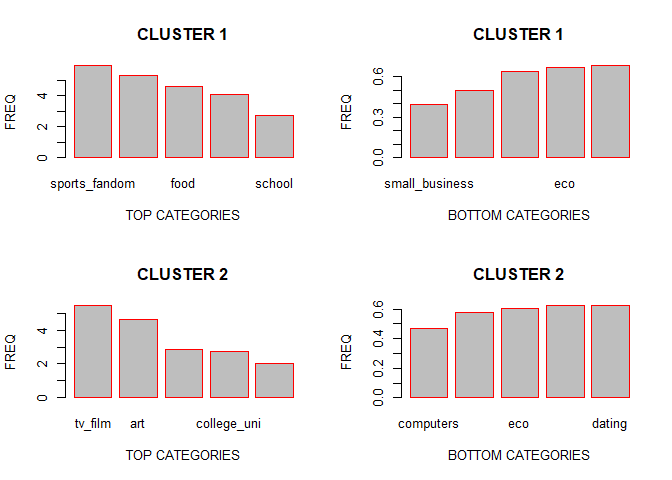 CLUSTER 1
FREQ
0 2 4
sports_fandom food school
TOP CATEGORIES
CLUSTER 1
FREQ
0.0 0.3 0.6
small_business eco
BOTTOM CATEGORIES
CLUSTER 2
FREQ
0 2 4
tv_film art college_uni
TOP CATEGORIES
CLUSTER 2
FREQ
0.0 0.2 0.4 0.6
computers eco dating
BOTTOM CATEGORIES